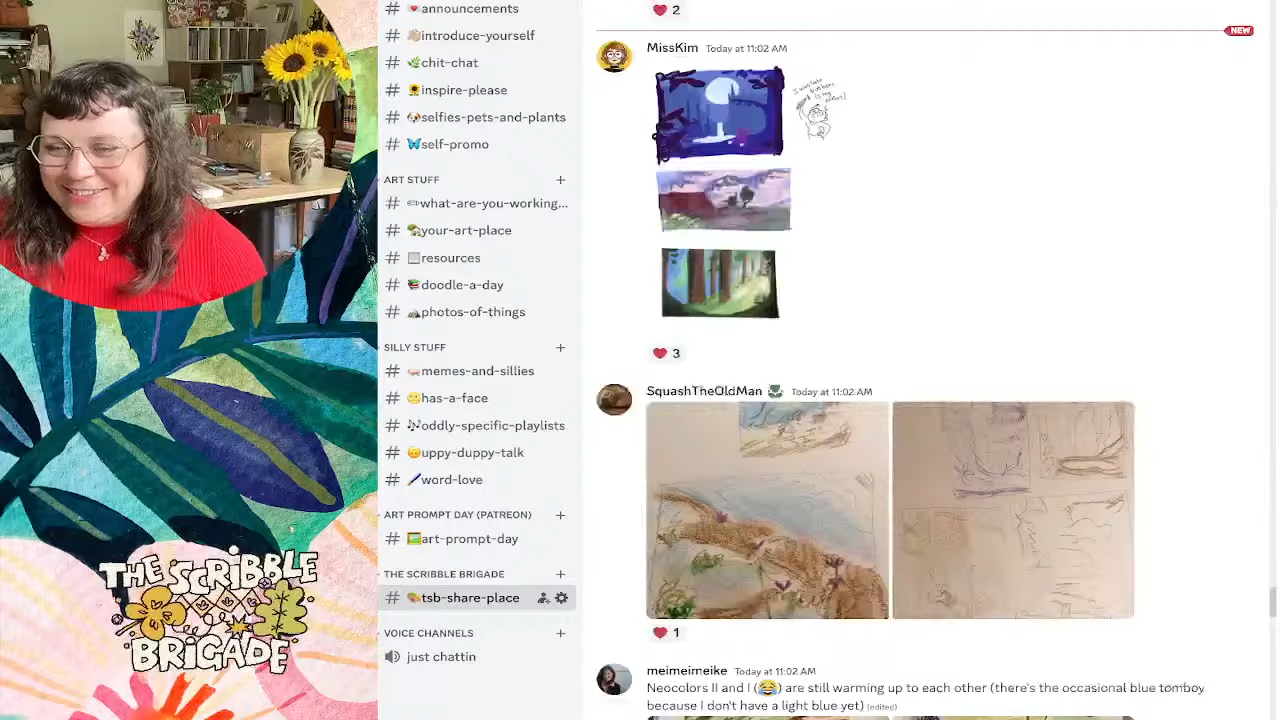 announcements
introduce-yourself
chit-chat
inspire-please
selfies-pets-and-plants
self-promo
ART STUFF
what-are-you-working...
your-art-place
resources
doodle-a-day
photos-of-things
SILLY STUFF
memes-and-sillies
has-a-face
oddly-specific-playlists
uppy-duppy-talk
word-love
ART PROMPT DAY (PATREON)
art-prompt-day
THE SCRIBBLE BRIGADE
tsb-share-place
VOICE CHANNELS
just chattin
THE SCRIBBLE
BRIGADE
2
NEW
MissKim Today at 11:02 AM
3
SquashTheOldMan Today at 11:02 AM
1
meimeimeike Today at 11:02 AM
Neocolors II and I (😂) are still warming up to each other (there's the occasional blue tomboy
because I don't have a light blue yet) (edited)